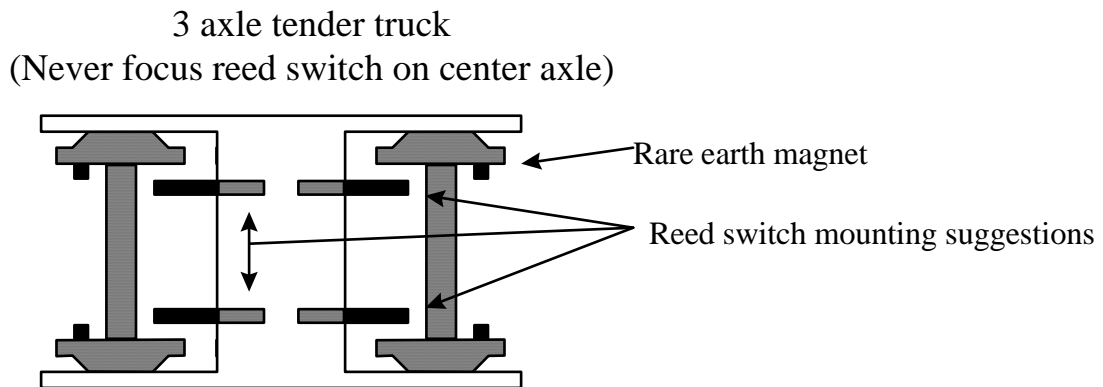 3 axle tender truck
(Never focus reed switch on center axle)
Rare earth magnet
Reed switch mounting suggestions